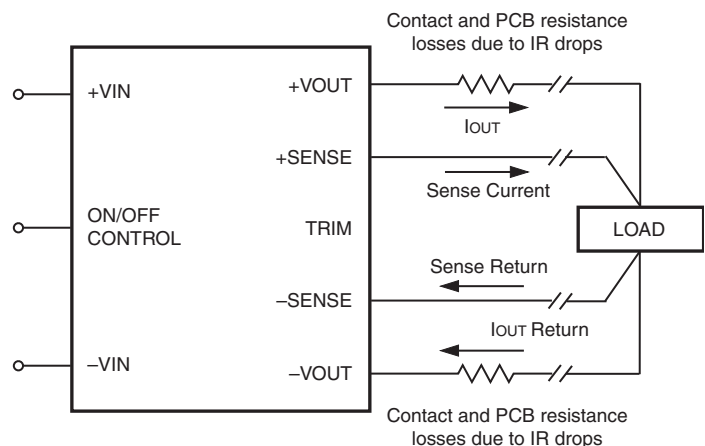 Contact and PCB resistance
losses due to IR drops
+VIN
+VOUT
IOUT
+SENSE
Sense Current
ON/OFF
CONTROL
TRIM
LOAD
Sense Return
–SENSE
IOUT Return
–VIN
–VOUT
Contact and PCB resistance
losses due to IR drops